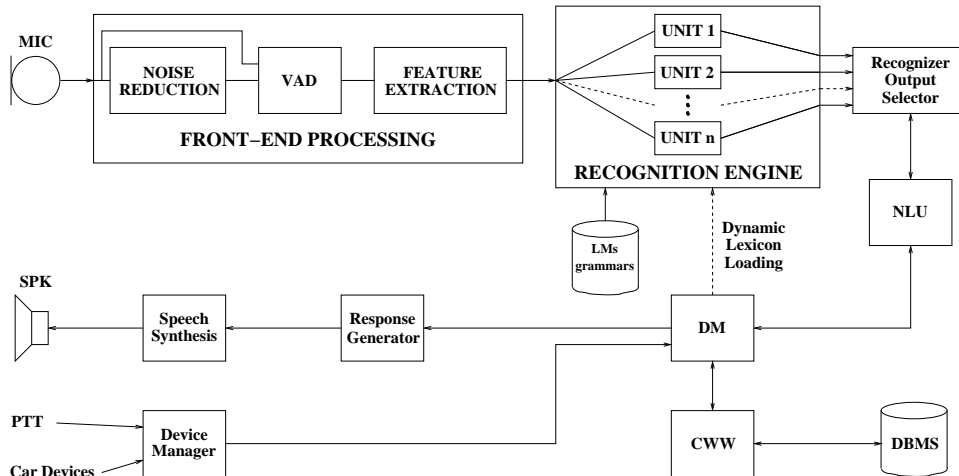 MIC
NOISE
REDUCTION
VAD
FEATURE
EXTRACTION
FRONT–END PROCESSING
UNIT 1
UNIT 2
UNIT n
RECOGNITION ENGINE
Recognizer
Output
Selector
NLU
LMs
grammars
Dynamic
Lexicon
Loading
SPK
Speech
Synthesis
Response
Generator
DM
PTT
Car Devices
Device
Manager
CWW
DBMS